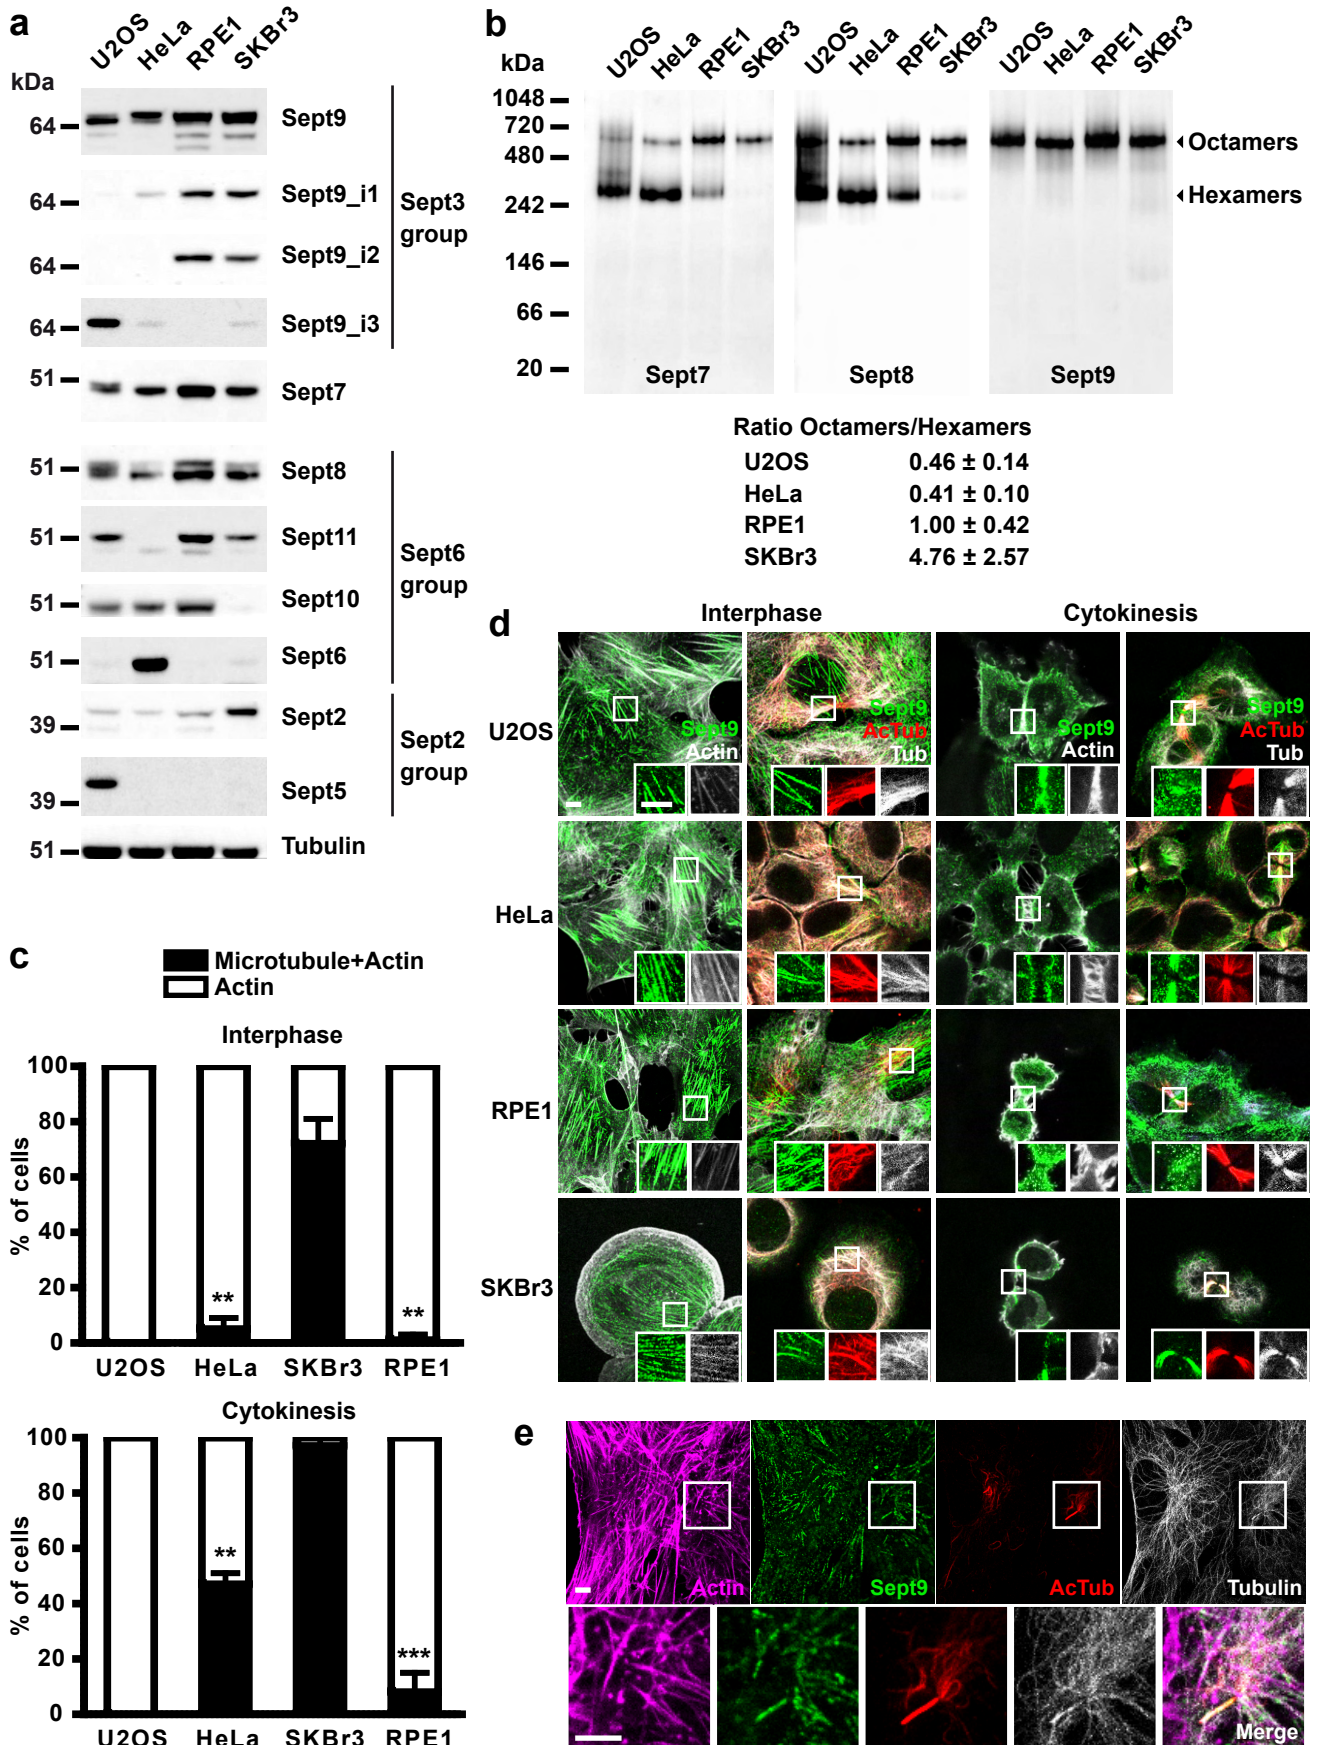 a
U2OS HeLa RPE1 SKBr3
kDa
64 Sept9
64 Sept9_i1
64 Sept9_i2
64 Sept9_i3
Sept3
group
51 Sept7
51 Sept8
51 Sept11
51 Sept10
51 Sept6
Sept6
group
39 Sept2
39 Sept5
Sept2
group
51 Tubulin
b
U2OS HeLa RPE1 SKBr3 U2OS HeLa RPE1 SKBr3 U2OS HeLa RPE1 SKBr3
kDa
1048
720
480
242
146
66
20
Octamers
Hexamers
Sept7 Sept8 Sept9
Ratio Octamers/Hexamers
U2OS 0.46 ± 0.14
HeLa 0.41 ± 0.10
RPE1 1.00 ± 0.42
SKBr3 4.76 ± 2.57
c
Microtubule+Actin
Actin
Interphase
% of cells
100
80
60
40
20
0
** **
U2OS HeLa SKBr3 RPE1
Cytokinesis
% of cells
100
80
60
40
20
0
** ***
U2OS HeLa SKBr3 RPE1
d
Interphase Cytokinesis
U2OS
Sept9
Actin
Sept9
AcTub
Tub
Sept9
Actin
Sept9
AcTub
Tub
HeLa
RPE1
SKBr3
e
Actin Sept9 AcTub Tubulin
Merge